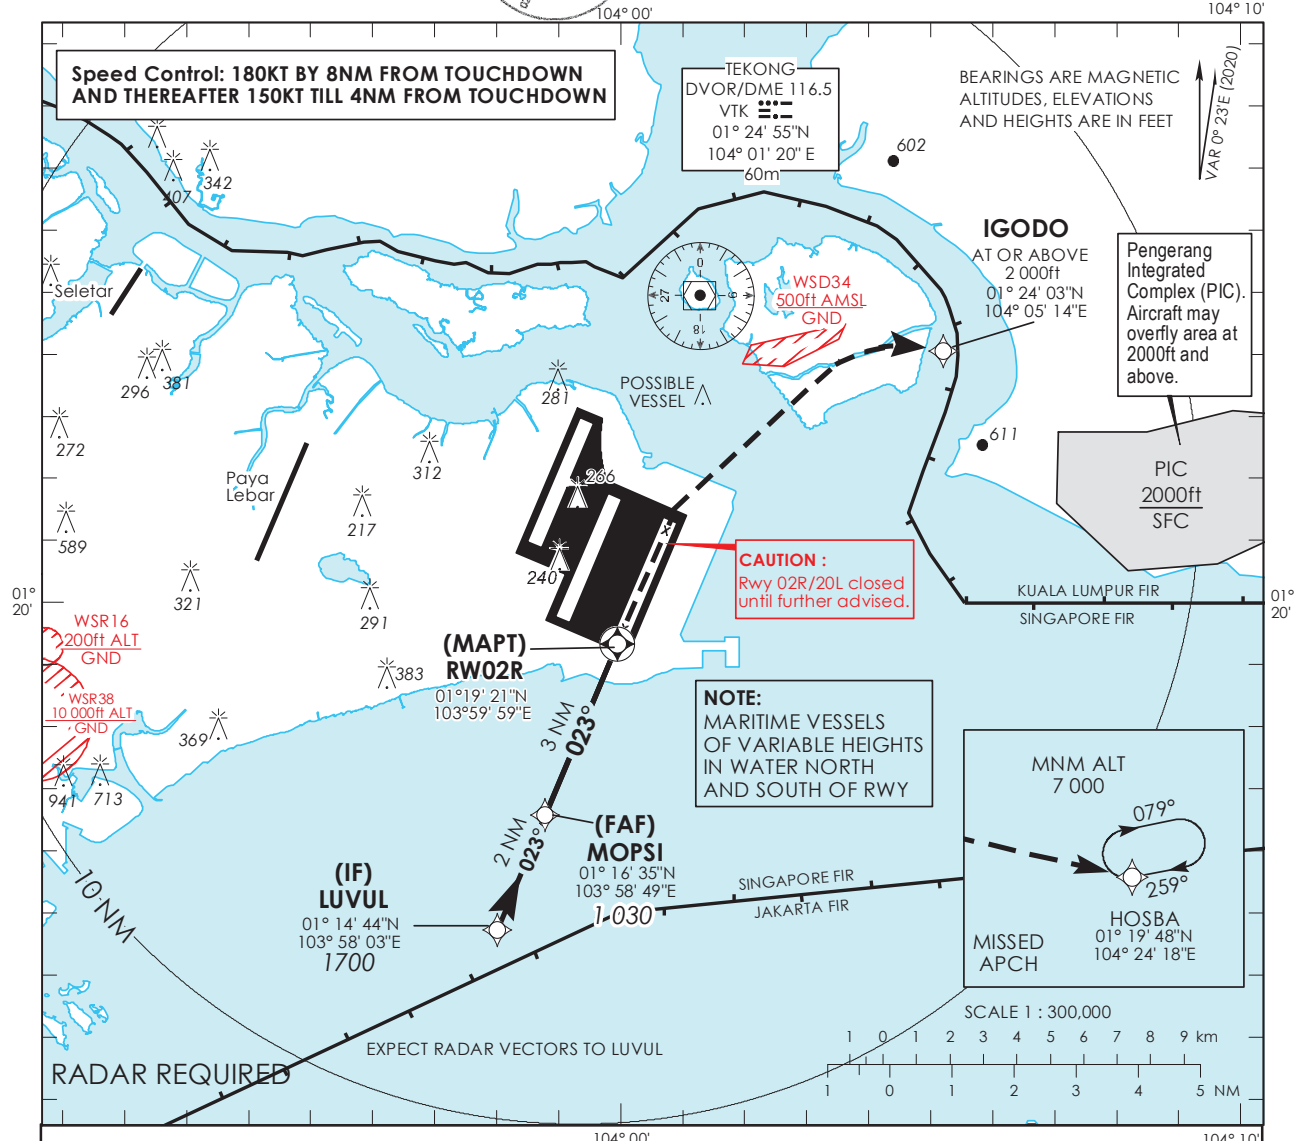 104° 00'
104° 10'
Speed Control: 180KT BY 8NM FROM TOUCHDOWN
AND THEREAFTER 150KT TILL 4NM FROM TOUCHDOWN
TEKONG
DVOR/DME 116.5
VTK
01° 24' 55"N
104° 01' 20" E
60m
BEARINGS ARE MAGNETIC
ALTITUDES, ELEVATIONS
AND HEIGHTS ARE IN FEET
VAR 0° 23'E (2020)
602
407
342
IGODO
AT OR ABOVE
2 000ft
01° 24' 03"N
104° 05' 14"E
Pengerang
Integrated
Complex (PIC).
Aircraft may
overfly area at
2000ft and
above.
Seletar
0
9
18
27
WSD34
500ft AMSL
GND
296
381
281
POSSIBLE
VESSEL
272
312
611
Paya
Lebar
266
217
589
PIC
2000ft
SFC
240
CAUTION :
Rwy 02R/20L closed
until further advised.
321
291
01°
20'
KUALA LUMPUR FIR
SINGAPORE FIR
01°
20'
WSR16
200ft ALT
GND
(MAPT)
RW02R
01°19' 21"N
103°59' 59"E
383
WSR38
10 000ft ALT
GND
369
3 NM
023°
NOTE:
MARITIME VESSELS
OF VARIABLE HEIGHTS
IN WATER NORTH
AND SOUTH OF RWY
941
713
MNM ALT
7 000
079°
259°
HOSBA
01° 19' 48"N
104° 24' 18"E
MISSED
APCH
2 NM
023°
(FAF)
MOPSI
01° 16' 35"N
103° 58' 49"E
1 030
(IF)
LUVUL
01° 14' 44"N
103° 58' 03"E
1700
SINGAPORE FIR
JAKARTA FIR
10 NM
SCALE 1 : 300,000
1 0 1 2 3 4 5 6 7 8 9 km
1 0 1 2 3 4 5 NM
EXPECT RADAR VECTORS TO LUVUL
RADAR REQUIRED
104° 00'
104° 10'